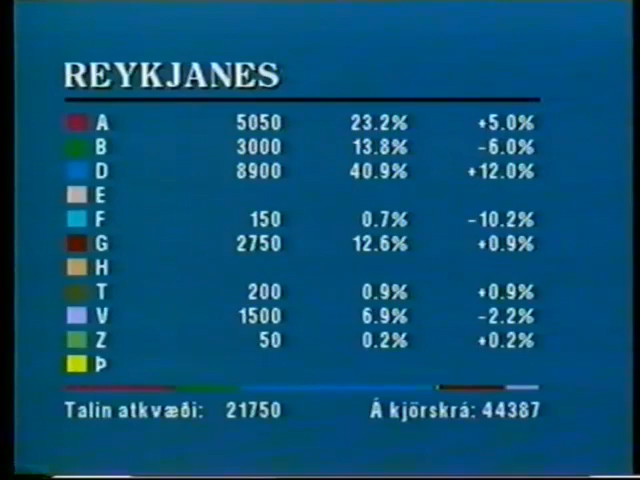 REYKJANES
A 5050 23.2% +5.0%
B 3000 13.8% -6.0%
D 8900 40.9% +12.0%
E
F 150 0.7% -10.2%
G 2750 12.6% +0.9%
H
T 200 0.9% +0.9%
V 1500 6.9% -2.2%
Z 50 0.2% +0.2%
Þ
Talin atkvæði: 21750 Á kjörskrá: 44387